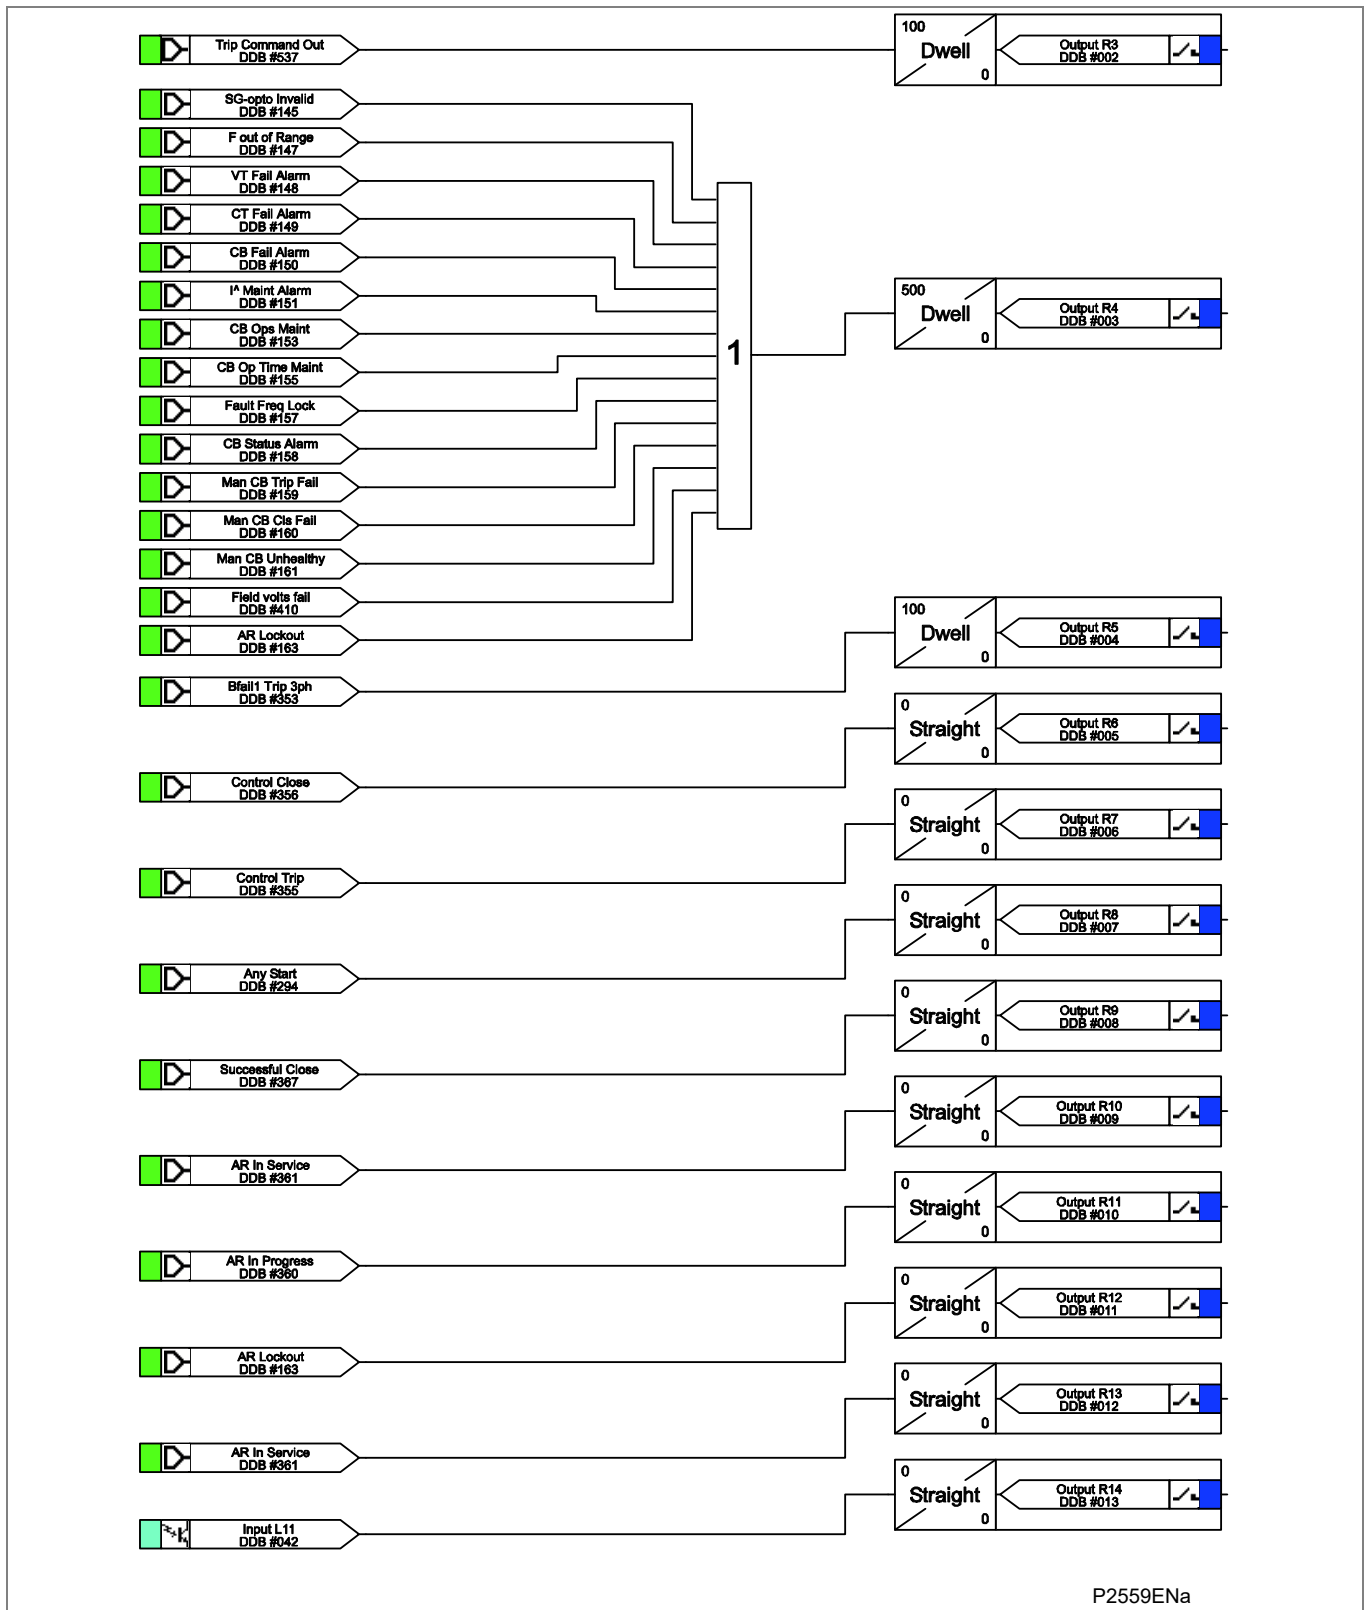 Trip Command Out
DDB #537
100
Dwell
0
Output R3
DDB #002
SG-opto Invalid
DDB #145
F out of Range
DDB #147
VT Fail Alarm
DDB #148
CT Fail Alarm
DDB #149
CB Fail Alarm
DDB #150
I^ Maint Alarm
DDB #151
CB Ops Maint
DDB #153
CB Op Time Maint
DDB #155
Fault Freq Lock
DDB #157
CB Status Alarm
DDB #158
Man CB Trip Fail
DDB #159
Man CB Cls Fail
DDB #160
Man CB Unhealthy
DDB #161
Field volts fail
DDB #410
AR Lockout
DDB #163
1
500
Dwell
0
Output R4
DDB #003
Bfail1 Trip 3ph
DDB #353
100
Dwell
0
Output R5
DDB #004
Control Close
DDB #356
0
Straight
0
Output R6
DDB #005
Control Trip
DDB #355
0
Straight
0
Output R7
DDB #006
Any Start
DDB #294
0
Straight
0
Output R8
DDB #007
Successful Close
DDB #367
0
Straight
0
Output R9
DDB #008
AR In Service
DDB #361
0
Straight
0
Output R10
DDB #009
AR In Progress
DDB #360
0
Straight
0
Output R11
DDB #010
AR Lockout
DDB #163
0
Straight
0
Output R12
DDB #011
AR In Service
DDB #361
0
Straight
0
Output R13
DDB #012
Input L11
DDB #042
0
Straight
0
Output R14
DDB #013
P2559ENa